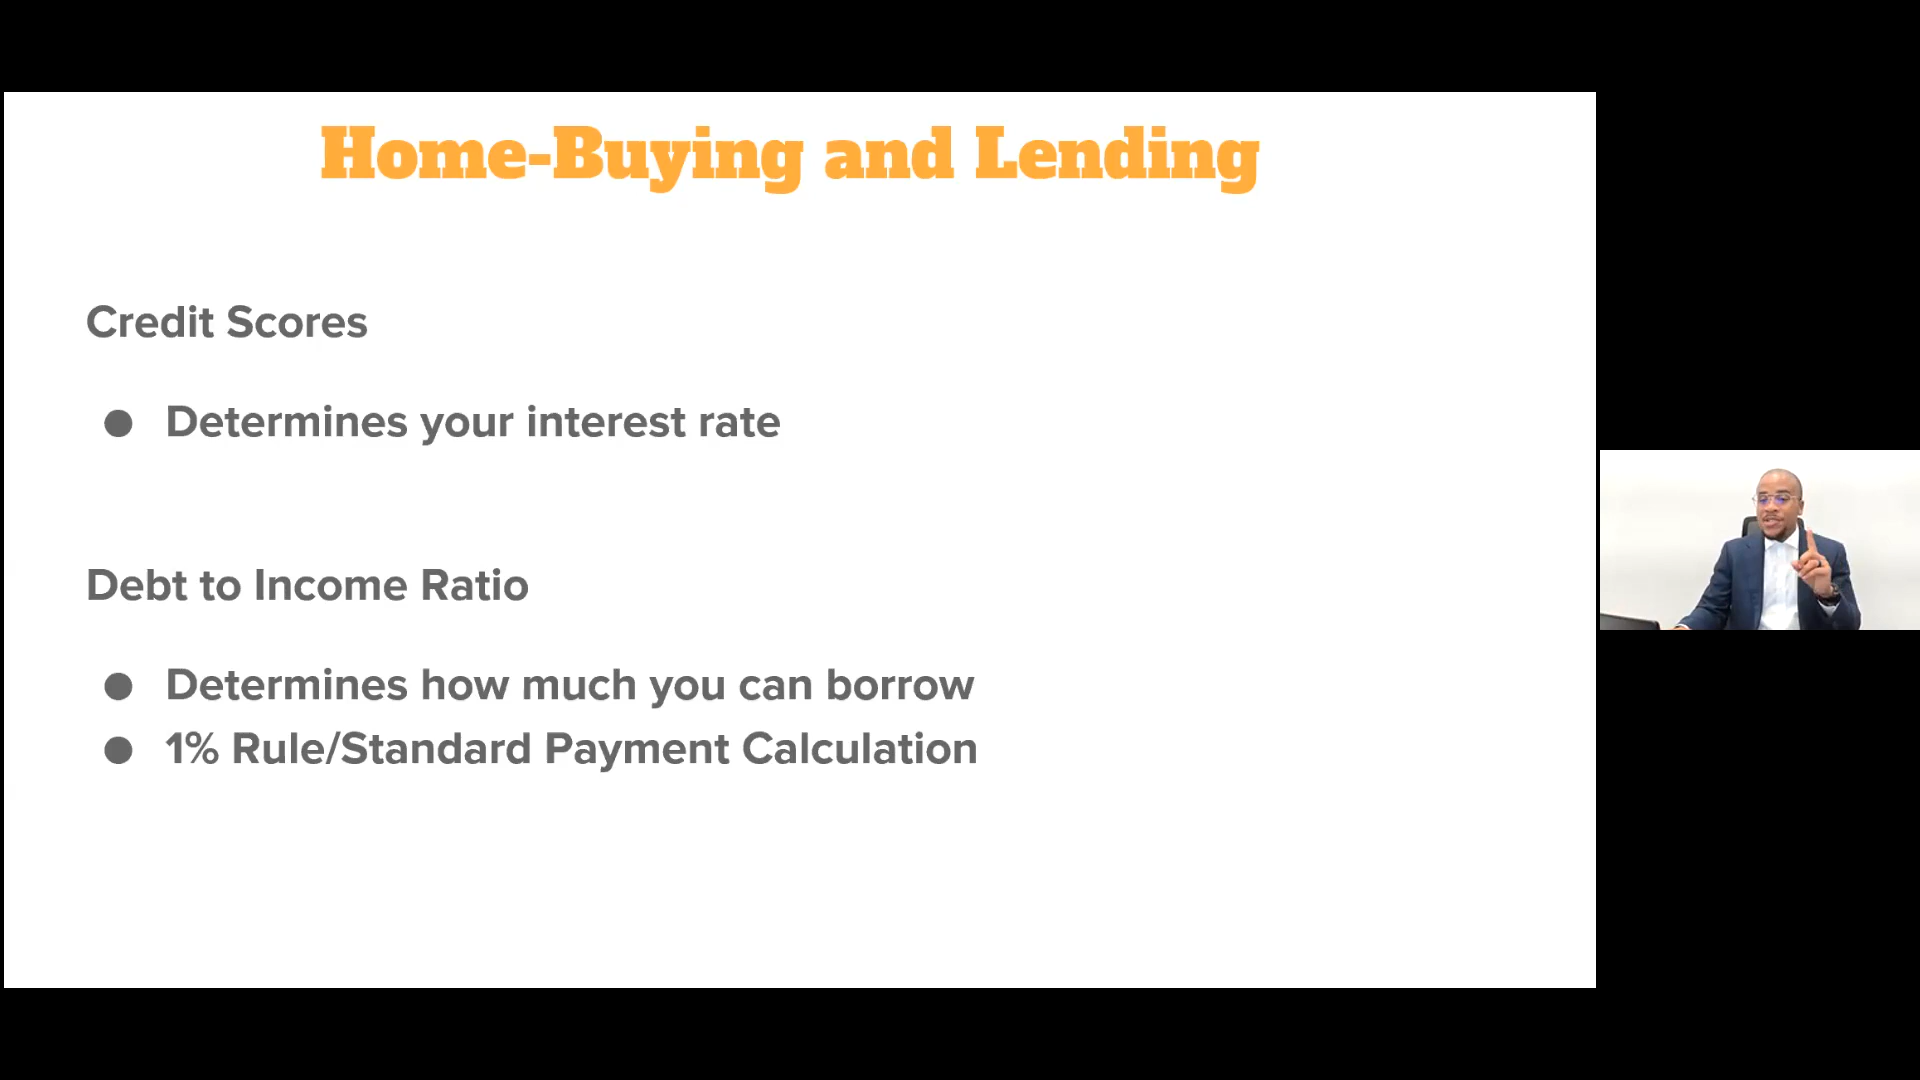 Home-Buying and Lending
Credit Scores
● Determines your interest rate
Debt to Income Ratio
● Determines how much you can borrow
● 1% Rule/Standard Payment Calculation